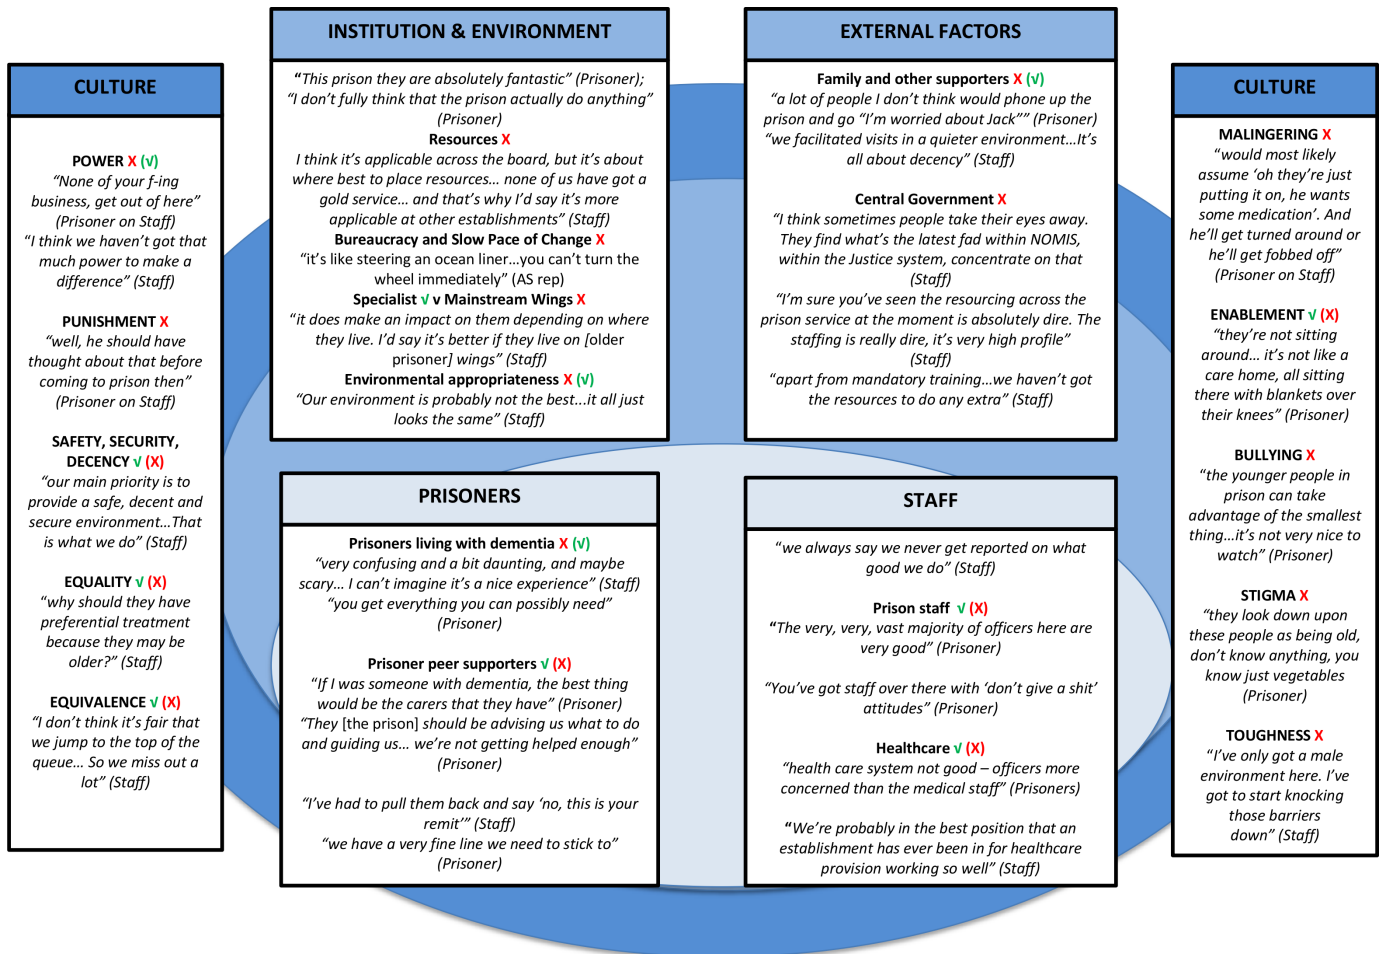 CULTURE
POWER X (√)
“None of your f-ing
business, get out of here”
(Prisoner on Staff)
“I think we haven’t got that
much power to make a
difference” (Staff)
PUNISHMENT X
“well, he should have
thought about that before
coming to prison then”
(Prisoner on Staff)
SAFETY, SECURITY,
DECENCY √ (X)
“our main priority is to
provide a safe, decent and
secure environment…That
is what we do” (Staff)
EQUALITY √ (X)
“why should they have
preferential treatment
because they may be
older?” (Staff)
EQUIVALENCE √ (X)
“I don’t think it’s fair that
we jump to the top of the
queue… So we miss out a
lot” (Staff)
INSTITUTION & ENVIRONMENT
“This prison they are absolutely fantastic” (Prisoner);
“I don’t fully think that the prison actually do anything”
(Prisoner)
Resources X
I think it’s applicable across the board, but it’s about
where best to place resources… none of us have got a
gold service… and that’s why I’d say it’s more
applicable at other establishments” (Staff)
Bureaucracy and Slow Pace of Change X
“it’s like steering an ocean liner…you can’t turn the
wheel immediately” (AS rep)
Specialist √ v Mainstream Wings X
“it does make an impact on them depending on where
they live. I’d say it’s better if they live on [older
prisoner] wings” (Staff)
Environmental appropriateness X (√)
“Our environment is probably not the best...it all just
looks the same” (Staff)
EXTERNAL FACTORS
Family and other supporters X (√)
“a lot of people I don’t think would phone up the
prison and go “I’m worried about Jack”” (Prisoner)
“we facilitated visits in a quieter environment…It’s
all about decency” (Staff)
Central Government X
“I think sometimes people take their eyes away.
They find what’s the latest fad within NOMIS,
within the Justice system, concentrate on that
(Staff)
“I’m sure you’ve seen the resourcing across the
prison service at the moment is absolutely dire. The
staffing is really dire, it’s very high profile”
(Staff)
“apart from mandatory training…we haven’t got
the resources to do any extra” (Staff)
PRISONERS
Prisoners living with dementia X (√)
“very confusing and a bit daunting, and maybe
scary… I can’t imagine it’s a nice experience” (Staff)
“you get everything you can possibly need”
(Prisoner)
Prisoner peer supporters √ (X)
“If I was someone with dementia, the best thing
would be the carers that they have” (Prisoner)
“They [the prison] should be advising us what to do
and guiding us… we’re not getting helped enough”
(Prisoner)
“I’ve had to pull them back and say ‘no, this is your
remit’” (Staff)
“we have a very fine line we need to stick to”
(Prisoner)
STAFF
“we always say we never get reported on what
good we do” (Staff)
Prison staff √ (X)
“The very, very, vast majority of officers here are
very good” (Prisoner)
“You’ve got staff over there with ‘don’t give a shit’
attitudes” (Prisoner)
Healthcare √ (X)
“health care system not good – officers more
concerned than the medical staff” (Prisoners)
“We’re probably in the best position that an
establishment has ever been in for healthcare
provision working so well” (Staff)
CULTURE
MALINGERING X
“would most likely
assume ‘oh they’re just
putting it on, he wants
some medication’. And
he’ll get turned around or
he’ll get fobbed off”
(Prisoner on Staff)
ENABLEMENT √ (X)
“they’re not sitting
around… it’s not like a
care home, all sitting
there with blankets over
their knees” (Prisoner)
BULLYING X
“the younger people in
prison can take
advantage of the smallest
thing…it’s not very nice to
watch” (Prisoner)
STIGMA X
“they look down upon
these people as being old,
don’t know anything, you
know just vegetables
(Prisoner)
TOUGHNESS X
“I’ve only got a male
environment here. I’ve
got to start knocking
those barriers
down” (Staff)